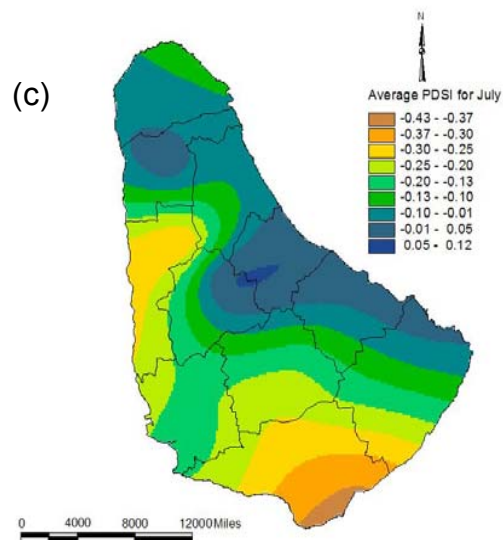 N
(c)
Average PDSI for July
-0.43 - -0.37
-0.37 - -0.30
-0.30 - -0.25
-0.25 - -0.20
-0.20 - -0.13
-0.13 - -0.10
-0.10 - -0.01
-0.01 - 0.05
0.05 - 0.12
0 4000 8000 12000 Miles